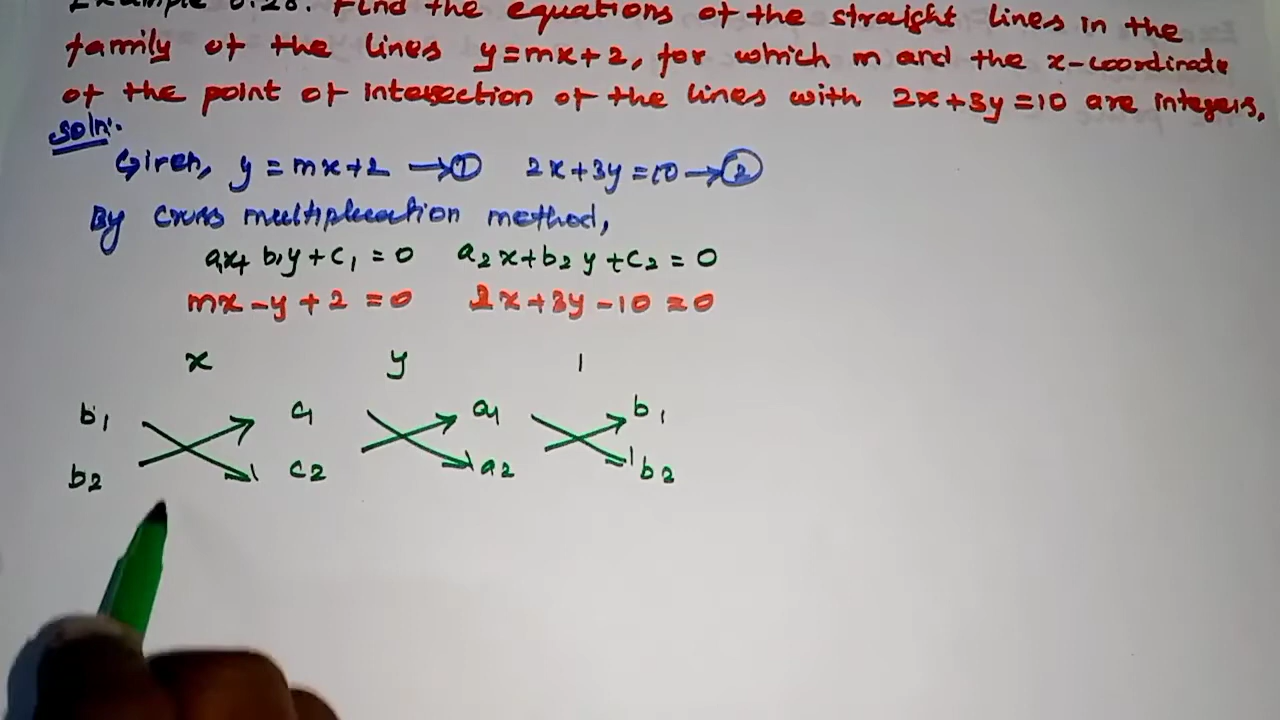 Example 6.28: Find the equations of the straight lines in the
family of the lines y=mx+2, for which m and the x-coordinate
of the point of intersection of the lines with 2x+3y=10 are integers.
Soln:
Given, y=mx+2 → ① 2x+3y=10 → ②
By cross multiplication method,
a₁x+ b₁y+c₁=0 a₂x+b₂y+c₂=0
mx-y+2=0 2x+3y-10=0
x y 1
b₁ c₁ a₁ b₁
b₂ c₂ a₂ b₂